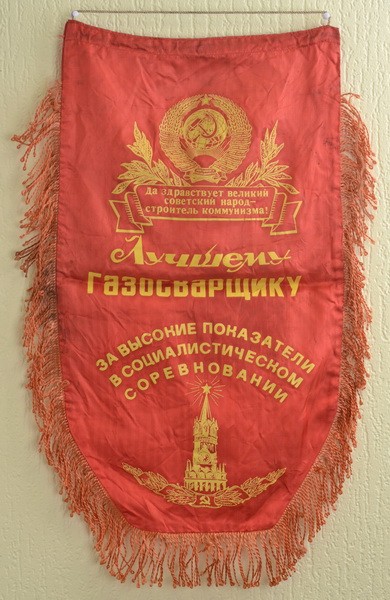 Да здравствует великий
советский народ-
строитель коммунизма!
Лучшему
Газосварщику
ЗА ВЫСОКИЕ ПОКАЗАТЕЛИ
В СОЦИАЛИСТИЧЕСКОМ
СОРЕВНОВАНИИ